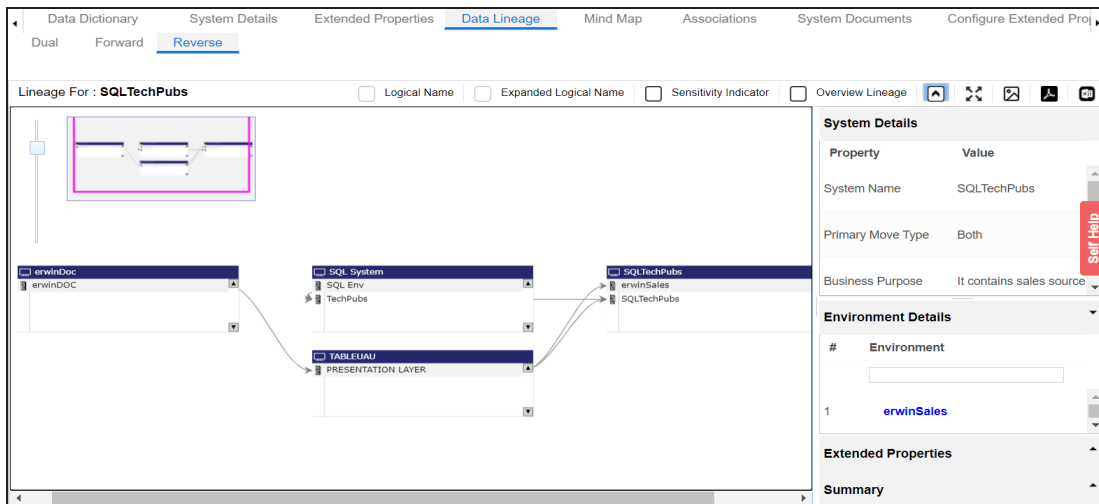 Data Dictionary System Details Extended Properties Data Lineage Mind Map Associations System Documents Configure Extended Pro
Dual Forward Reverse
Lineage For : SQLTechPubs Logical Name Expanded Logical Name Sensitivity Indicator Overview Lineage
System Details
Property Value
System Name SQLTechPubs
Primary Move Type Both
Business Purpose It contains sales source
Self Help
erwinDoc
erwinDOC
SQL System
SQL Env
TechPubs
TABLEUAU
PRESENTATION LAYER
SQLTechPubs
erwinSales
SQLTechPubs
Environment Details
# Environment
1 erwinSales
Extended Properties
Summary